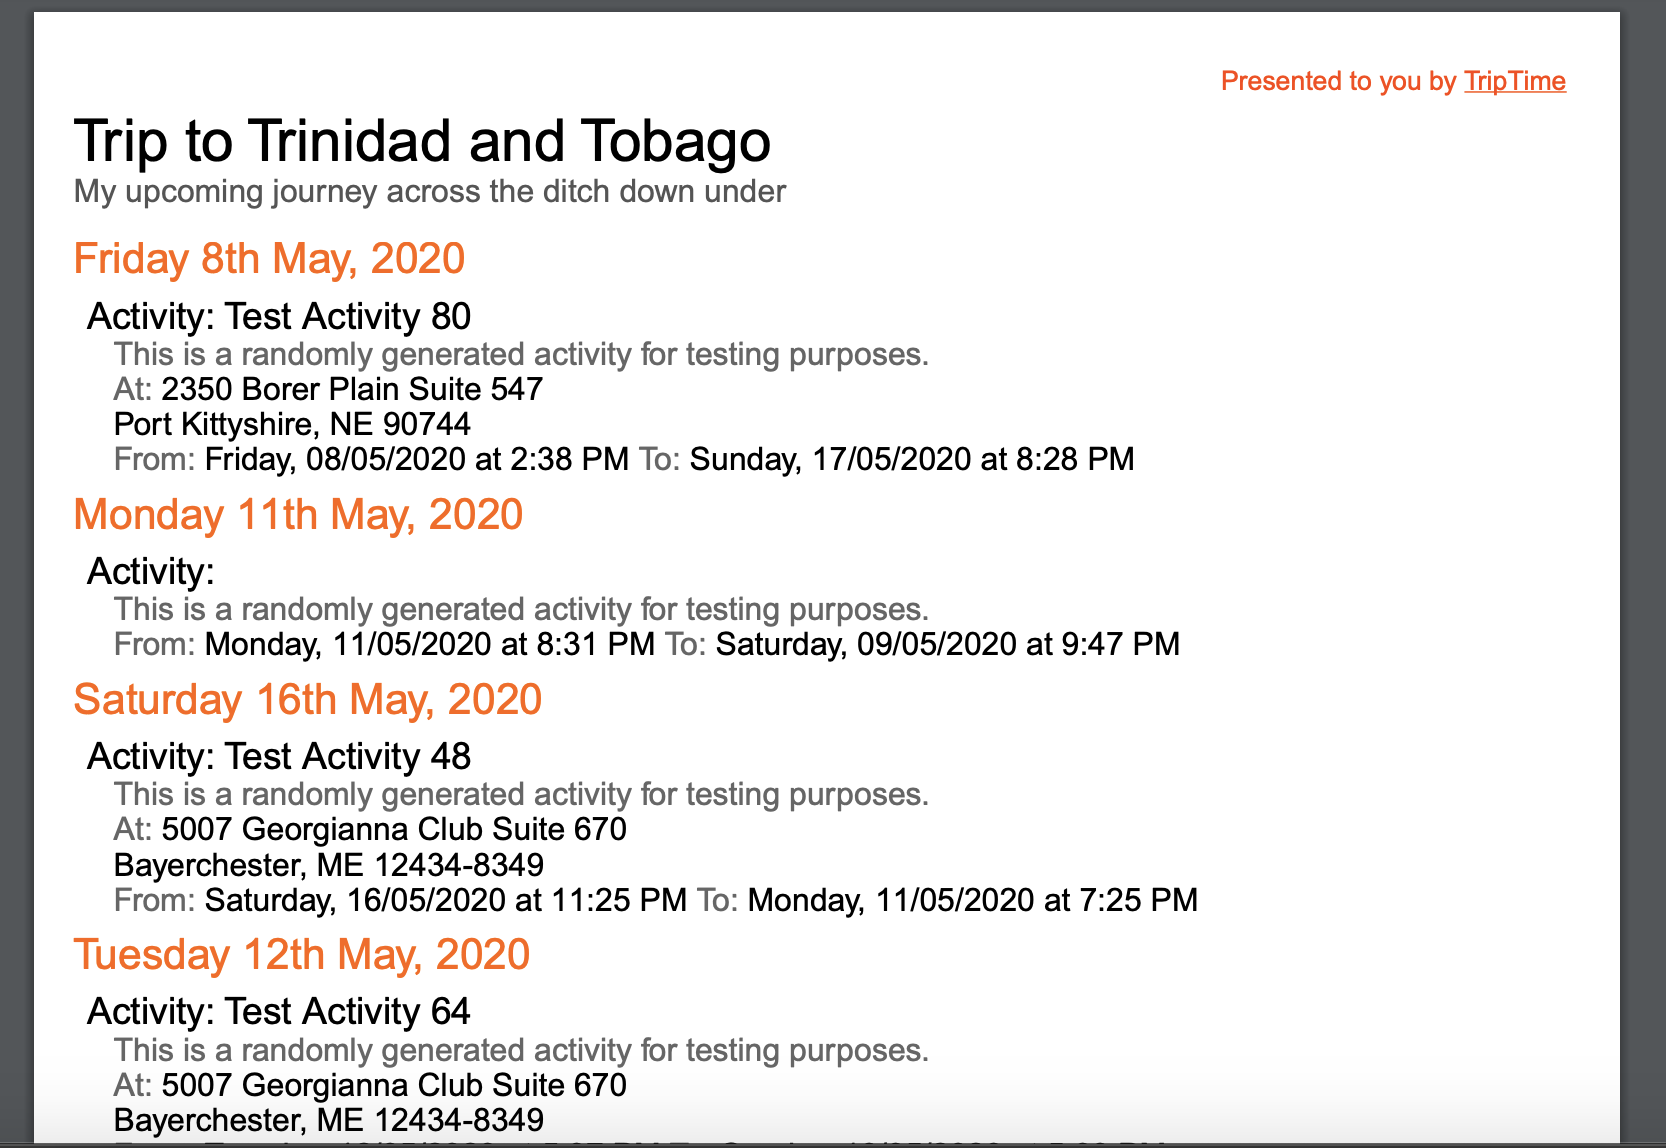 Presented to you by TripTime
Trip to Trinidad and Tobago
My upcoming journey across the ditch down under
Friday 8th May, 2020
Activity: Test Activity 80
This is a randomly generated activity for testing purposes.
At: 2350 Borer Plain Suite 547
Port Kittyshire, NE 90744
From: Friday, 08/05/2020 at 2:38 PM To: Sunday, 17/05/2020 at 8:28 PM
Monday 11th May, 2020
Activity:
This is a randomly generated activity for testing purposes.
From: Monday, 11/05/2020 at 8:31 PM To: Saturday, 09/05/2020 at 9:47 PM
Saturday 16th May, 2020
Activity: Test Activity 48
This is a randomly generated activity for testing purposes.
At: 5007 Georgianna Club Suite 670
Bayerchester, ME 12434-8349
From: Saturday, 16/05/2020 at 11:25 PM To: Monday, 11/05/2020 at 7:25 PM
Tuesday 12th May, 2020
Activity: Test Activity 64
This is a randomly generated activity for testing purposes.
At: 5007 Georgianna Club Suite 670
Bayerchester, ME 12434-8349